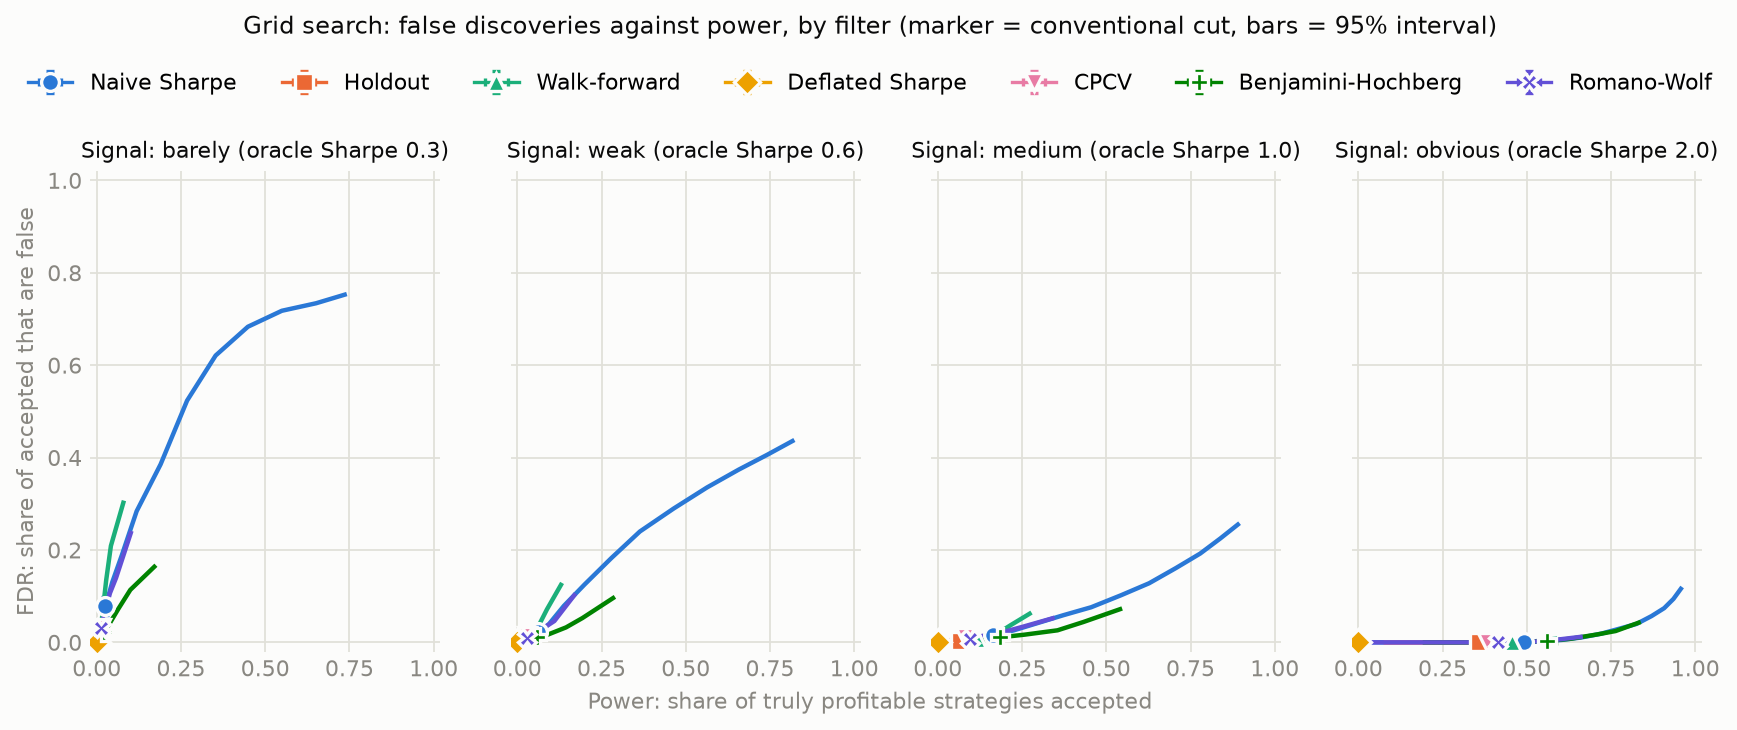 Grid search: false discoveries against power, by filter (marker = conventional cut, bars = 95% interval)
Naive Sharpe Holdout Walk-forward Deflated Sharpe CPCV Benjamini-Hochberg Romano-Wolf
Signal: barely (oracle Sharpe 0.3) Signal: weak (oracle Sharpe 0.6) Signal: medium (oracle Sharpe 1.0) Signal: obvious (oracle Sharpe 2.0)
FDR: share of accepted that are false
1.0
0.8
0.6
0.4
0.2
0.0
0.00 0.25 0.50 0.75 1.00 0.00 0.25 0.50 0.75 1.00 0.00 0.25 0.50 0.75 1.00 0.00 0.25 0.50 0.75 1.00
Power: share of truly profitable strategies accepted